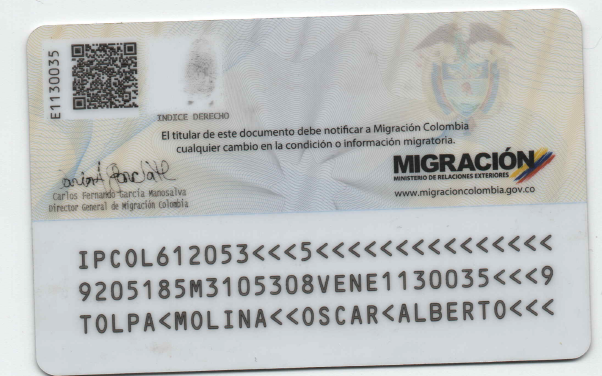 E1130035
INDICE DERECHO
El titular de este documento debe notificar a Migración Colombia
cualquier cambio en la condición o información migratoria.
Carlos Fernando García Manosalva
Director General de Migración Colombia
MIGRACIÓN
MINISTERIO DE RELACIONES EXTERIORES
www.migracioncolombia.gov.co
IPCOL612053<<<5<<<<<<<<<<<<<<<
9205185M3105308VENE1130035<<<9
TOLPA<MOLINA<<OSCAR<ALBERTO<<<